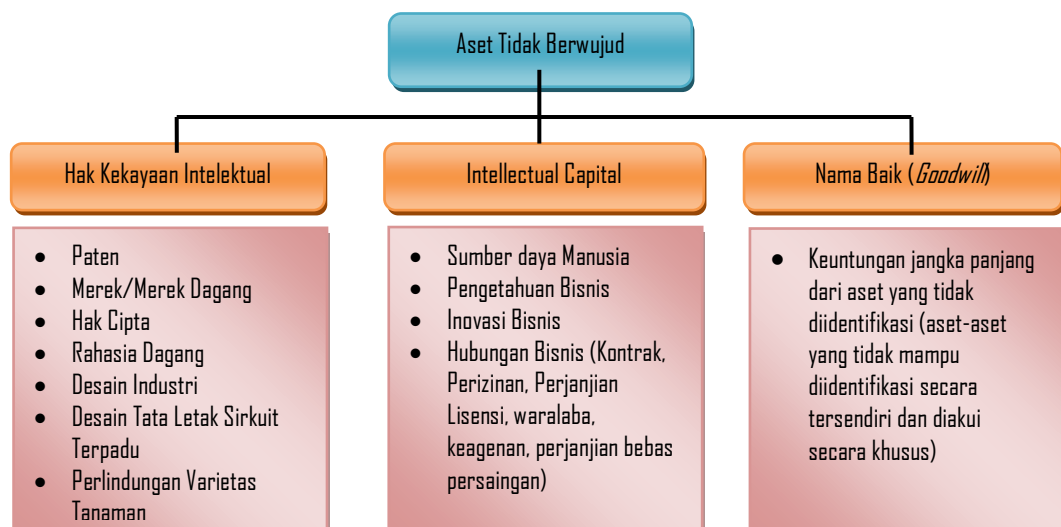 Aset Tidak Berwujud
Hak Kekayaan Intelektual
Paten
Merek/Merek Dagang
Hak Cipta
Rahasia Dagang
Desain Industri
Desain Tata Letak Sirkuit
Terpadu
Perlindungan Varietas
Tanaman
Intellectual Capital
Sumber daya Manusia
Pengetahuan Bisnis
Inovasi Bisnis
Hubungan Bisnis (Kontrak,
Perizinan, Perjanjian
Lisensi, waralaba,
keagenan, perjanjian bebas
persaingan)
Nama Baik (Goodwill)
Keuntungan jangka panjang
dari aset yang tidak
diidentifikasi (aset-aset
yang tidak mampu
diidentifikasi secara
tersendiri dan diakui
secara khusus)